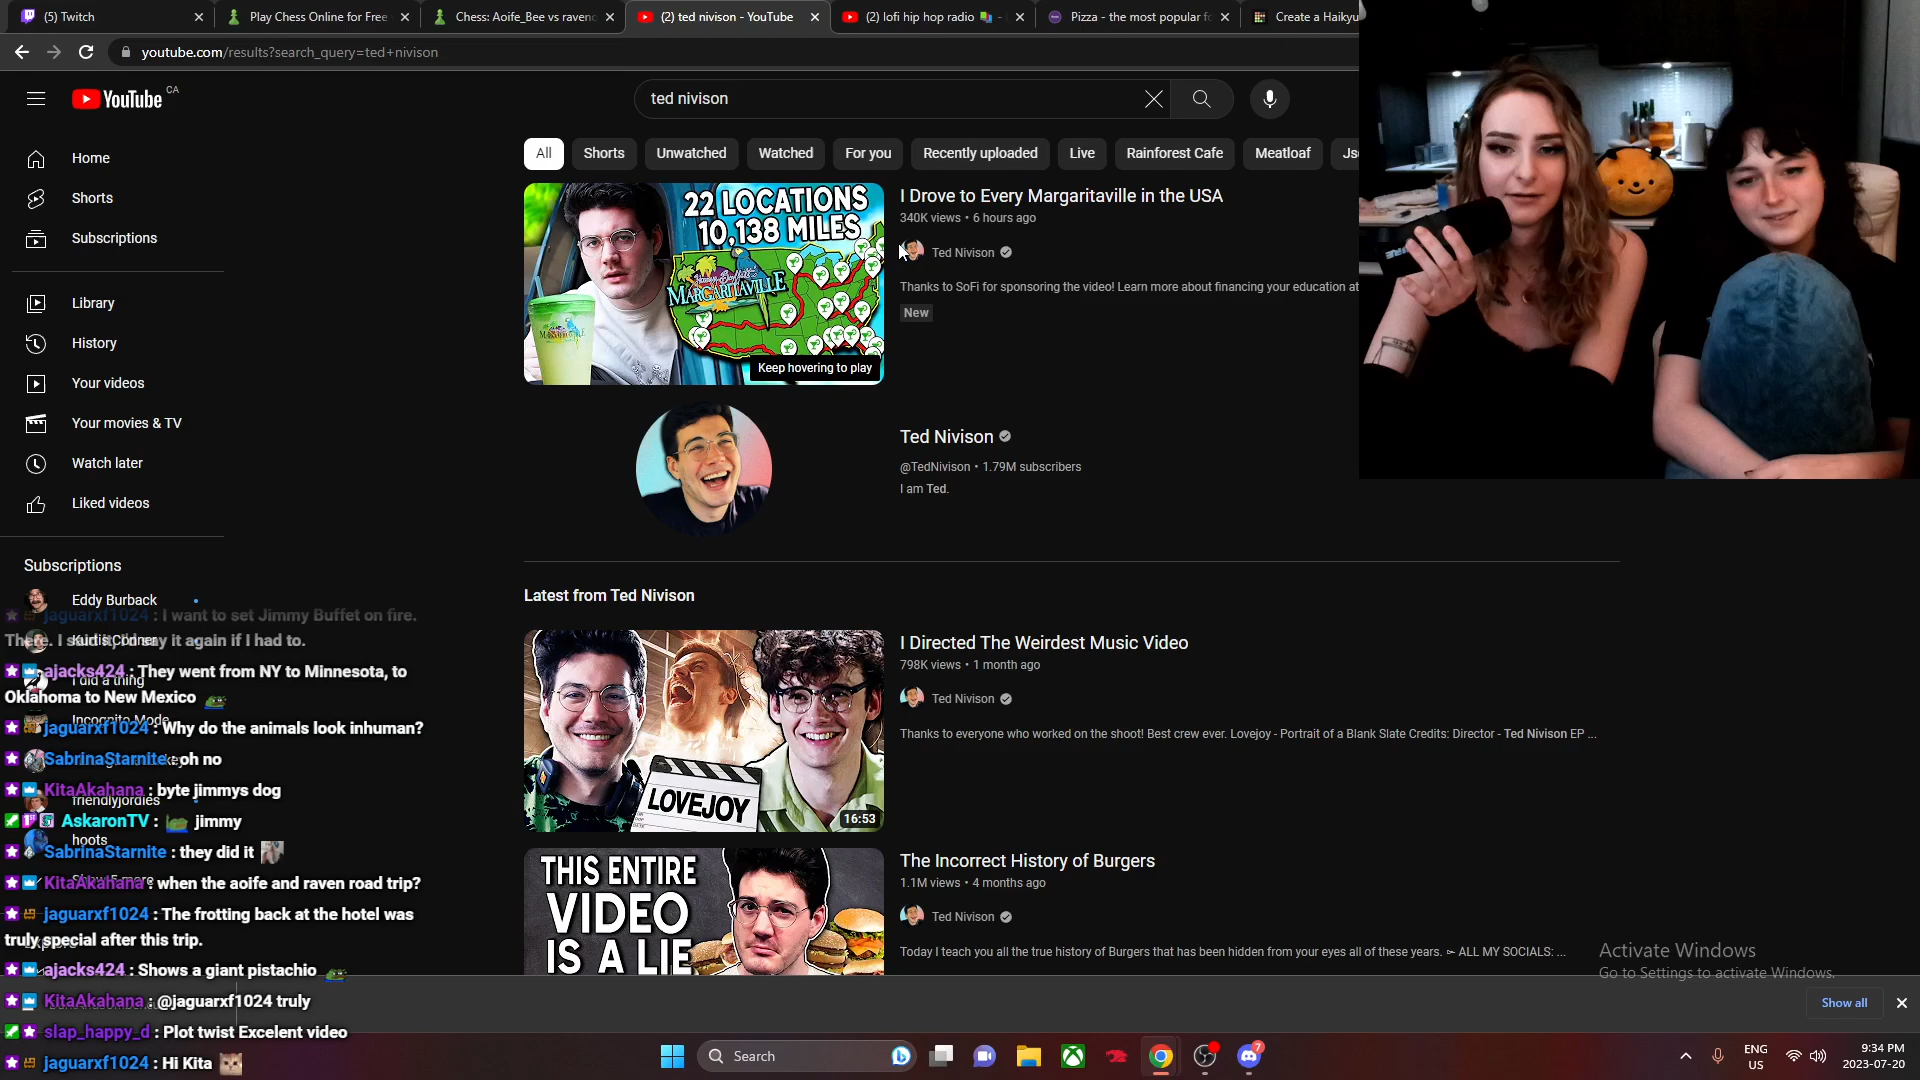 (5) Twitch
Play Chess Online for Free
Chess: Aoife_Bee vs ravenc
(2) ted nivison - YouTube
(2) lofi hip hop radio
Pizza - the most popular fo
Create a Haikyu
youtube.com/results?search_query=ted+nivison
YouTube CA
ted nivison
Home
Shorts
Subscriptions
Library
History
Your videos
Your movies & TV
Watch later
Liked videos
Subscriptions
Eddy Burback
Kurtis Conner
I did a thing
Incognito Mode
friendlyjordies
hoots
All
Shorts
Unwatched
Watched
For you
Recently uploaded
Live
Rainforest Cafe
Meatloaf
22 LOCATIONS
10,138 MILES
Jimmy Buffett's
MARGARITAVILLE
Keep hovering to play
I Drove to Every Margaritaville in the USA
340K views • 6 hours ago
Ted Nivison
Thanks to SoFi for sponsoring the video! Learn more about financing your education at
New
Ted Nivison
@TedNivison • 1.79M subscribers
I am Ted.
Latest from Ted Nivison
LOVEJOY
16:53
I Directed The Weirdest Music Video
798K views • 1 month ago
Ted Nivison
Thanks to everyone who worked on the shoot! Best crew ever. Lovejoy - Portrait of a Blank Slate Credits: Director - Ted Nivison EP ...
THIS ENTIRE
VIDEO
IS A LIE
The Incorrect History of Burgers
1.1M views • 4 months ago
Ted Nivison
Today I teach you all the true history of Burgers that has been hidden from your eyes all of these years. ➣ ALL MY SOCIALS: ...
jaguarxf1024 : I want to set Jimmy Buffet on fire.
There. I said it, I'd say it again if I had to.
ajacks424 : They went from NY to Minnesota, to
Oklahoma to New Mexico
jaguarxf1024 : Why do the animals look inhuman?
SabrinaStarnite : oh no
KitaAkahana : byte jimmys dog
AskaronTV : jimmy
SabrinaStarnite : they did it
KitaAkahana : when the aoife and raven road trip?
jaguarxf1024 : The frotting back at the hotel was
truly special after this trip.
ajacks424 : Shows a giant pistachio
KitaAkahana : @jaguarxf1024 truly
slap_happy_d : Plot twist Excelent video
jaguarxf1024 : Hi Kita
Activate Windows
Go to Settings to activate Windows.
Show all
Search
7
ENG
US
9:34 PM
2023-07-20